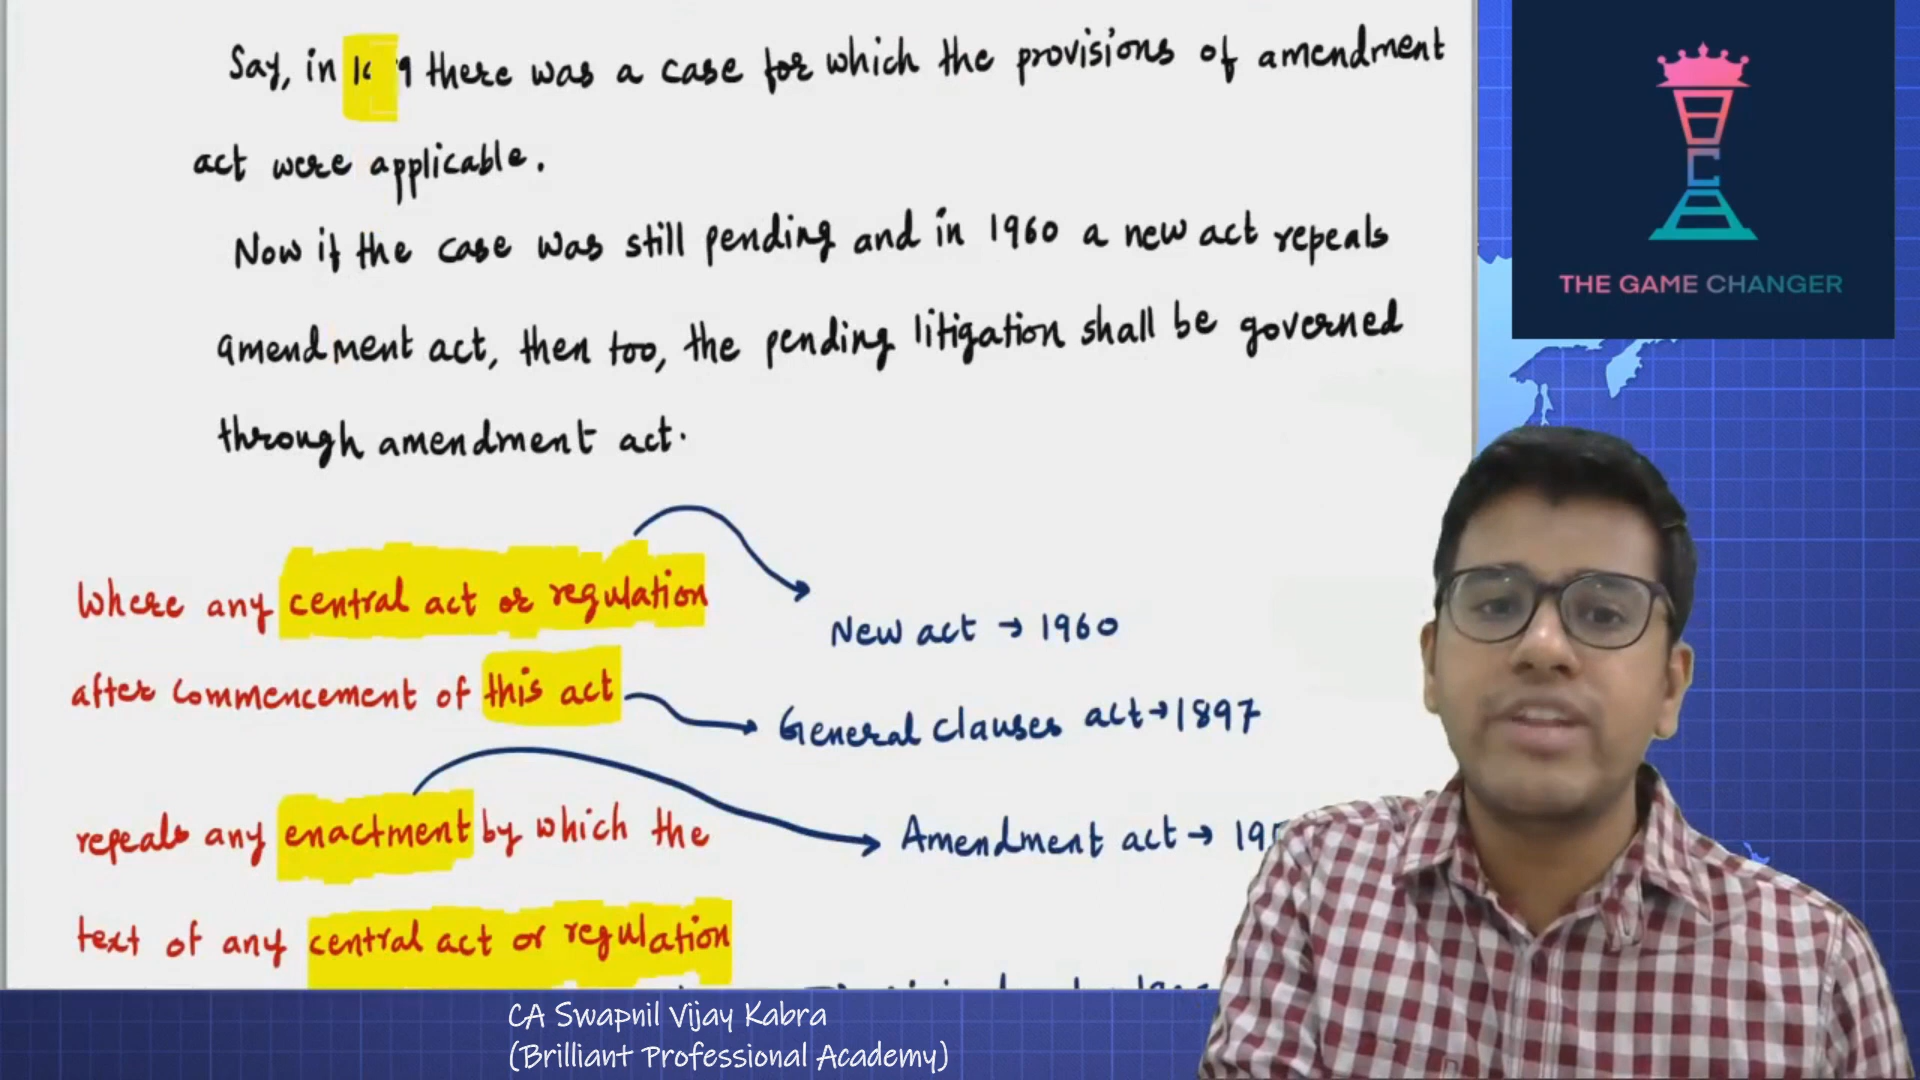 Say, in there was a case for which the provisions of amendment
act were applicable.
Now if the case was still pending and in 1960 a new act repeals
amendment act, then too, the pending litigation shall be governed
through amendment act.
where any central act or regulation
New act → 1960
after commencement of this act
General clauses act → 1897
repeals any enactment by which the
Amendment act →
text of any central act or regulation
THE GAME CHANGER
CA Swapnil Vijay Kabra
(Brilliant Professional Academy)